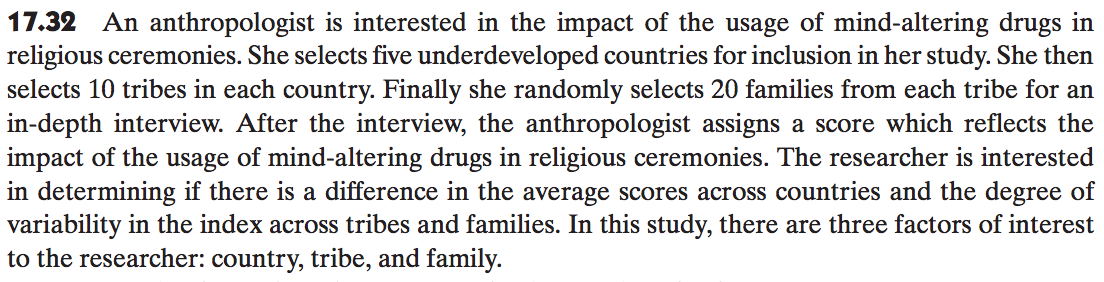 17.32 An anthropologist is interested in the impact of the usage of mind-altering drugs in
religious ceremonies. She selects five underdeveloped countries for inclusion in her study. She then
selects 10 tribes in each country. Finally she randomly selects 20 families from each tribe for an
in-depth interview. After the interview, the anthropologist assigns a score which reflects the
impact of the usage of mind-altering drugs in religious ceremonies. The researcher is interested
in determining if there is a difference in the average scores across countries and the degree of
variability in the index across tribes and families. In this study, there are three factors of interest
to the researcher: country, tribe, and family.